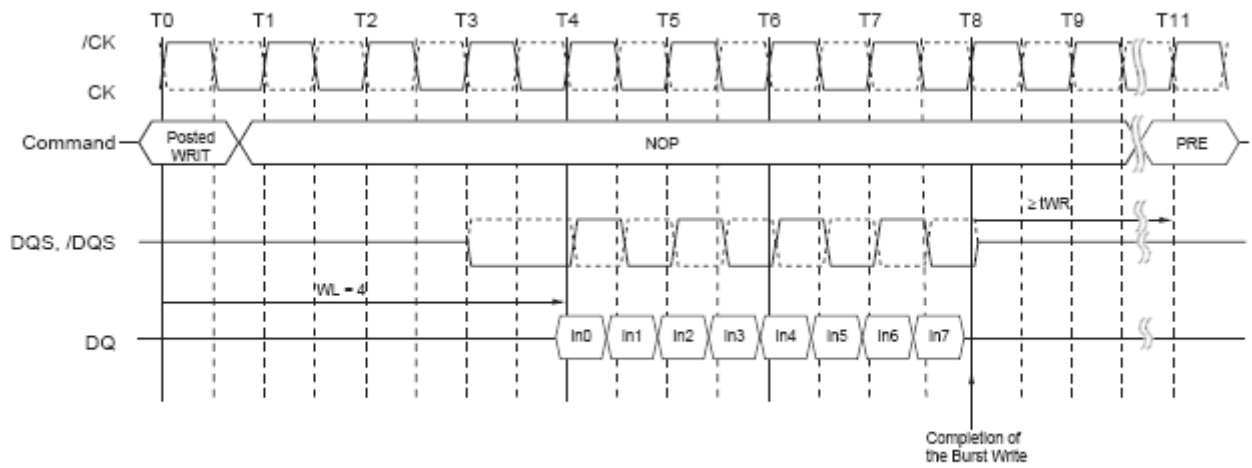 T0 T1 T2 T3 T4 T5 T6 T7 T8 T9 T11
/CK
CK
Command
Posted
WRIT
NOP
PRE
≥ tWR
DQS, /DQS
WL = 4
DQ
In0 In1 In2 In3 In4 In5 In6 In7
Completion of
the Burst Write